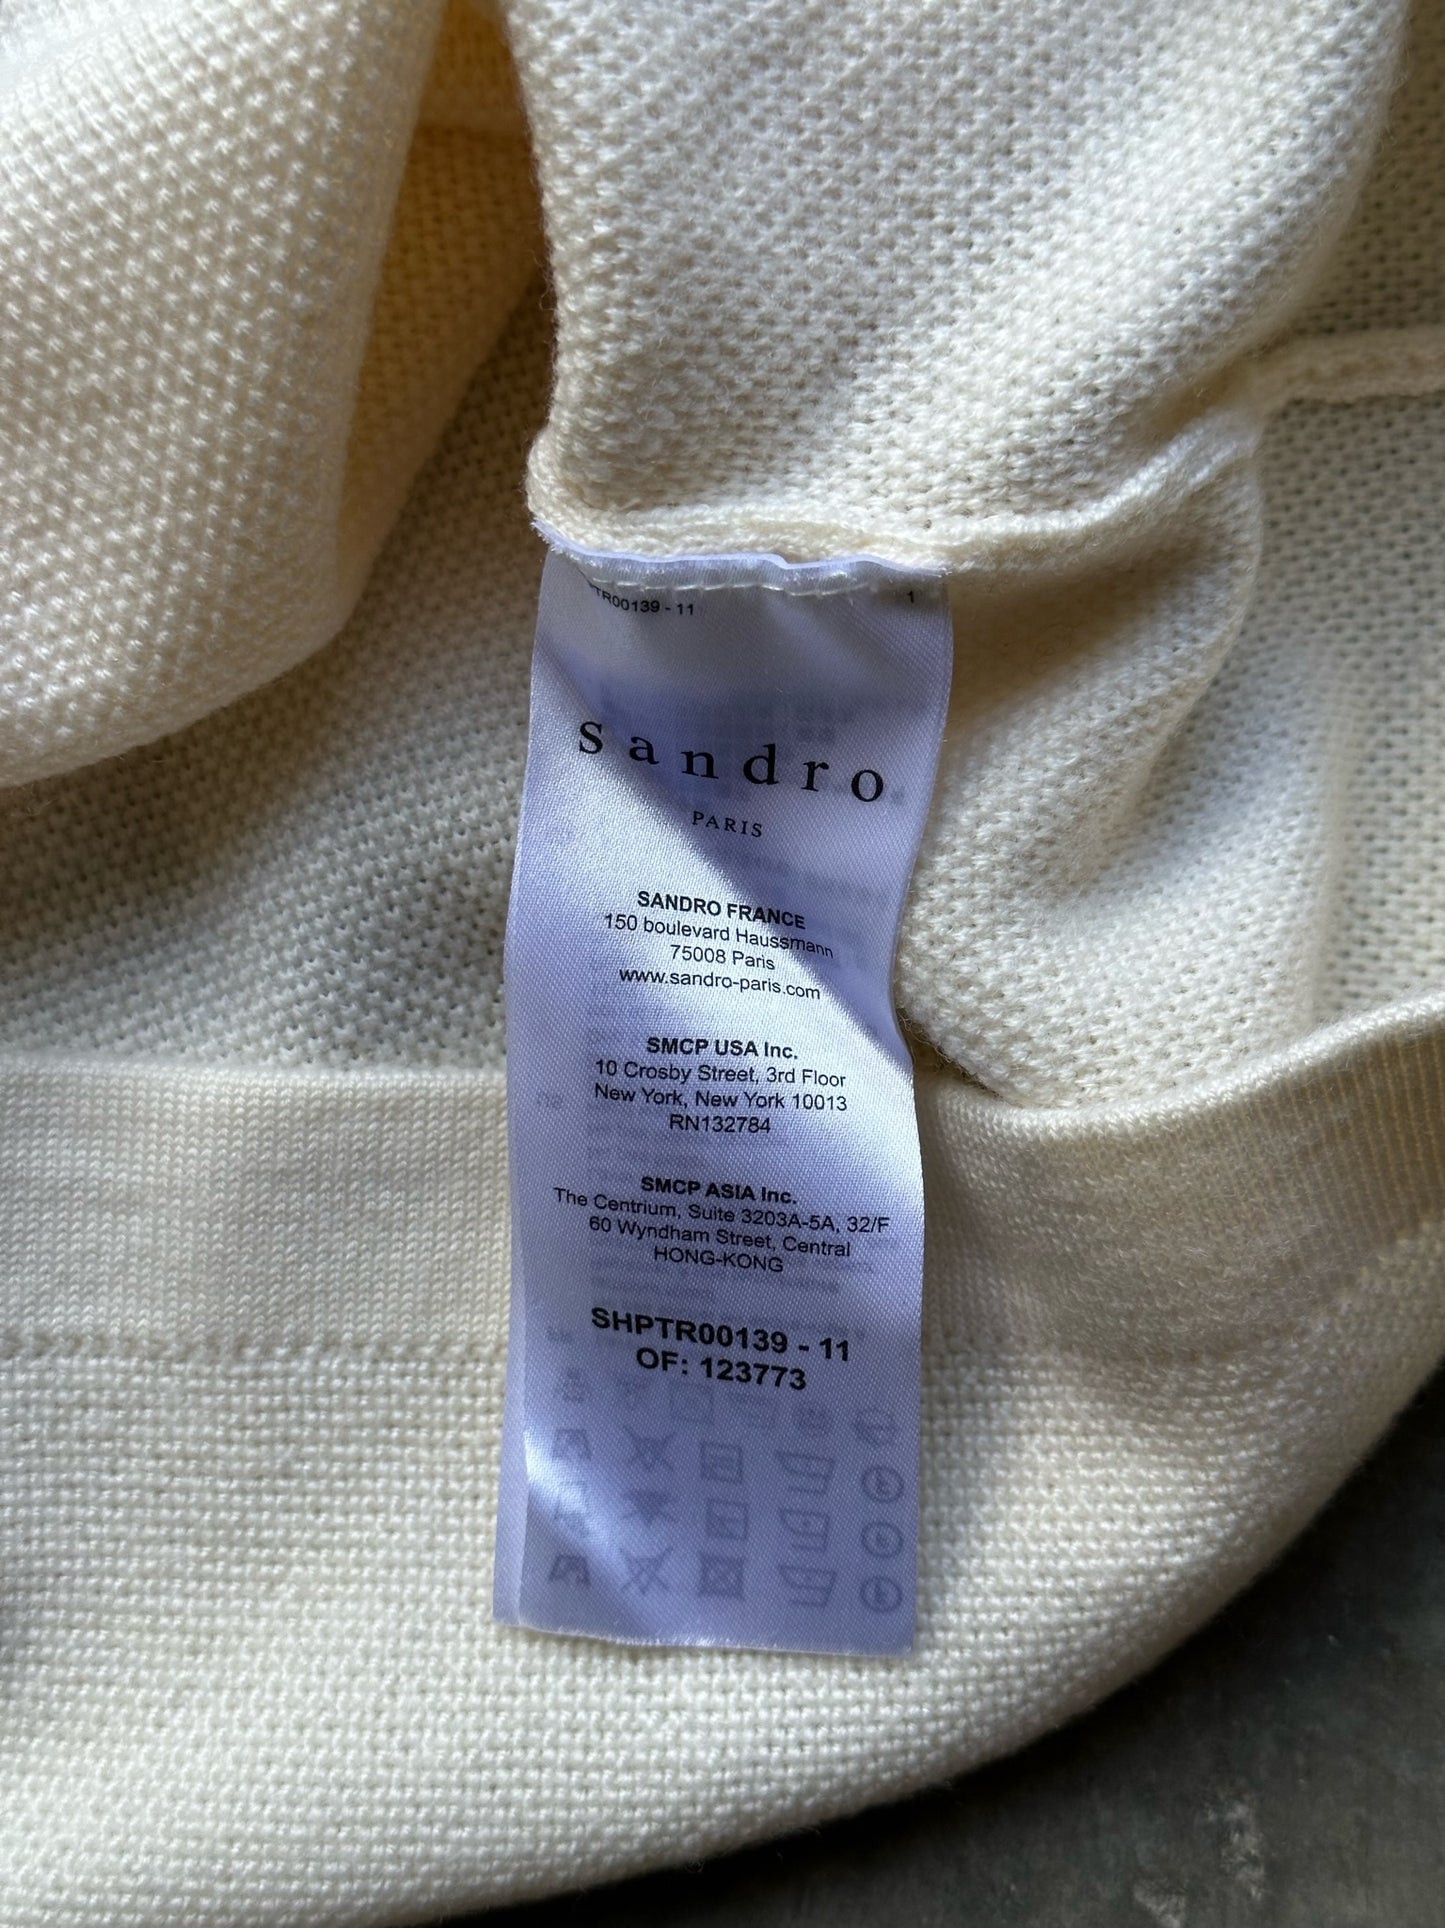 TR00139 - 11 1
sandro
PARIS
SANDRO FRANCE
150 boulevard Haussmann
75008 Paris
www.sandro-paris.com
SMCP USA Inc.
10 Crosby Street, 3rd Floor
New York, New York 10013
RN132784
SMCP ASIA Inc.
The Centrium, Suite 3203A-5A, 32/F
60 Wyndham Street, Central
HONG-KONG
SHPTR00139 - 11
OF: 123773